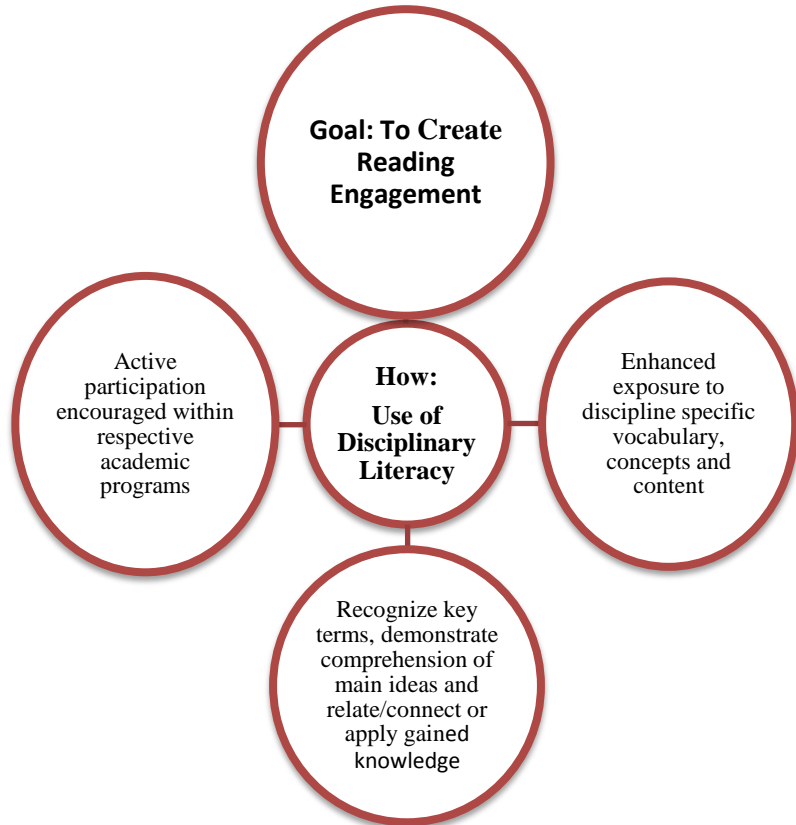 Goal: To Create
Reading
Engagement
Active
participation
encouraged within
respective
academic
programs
How:
Use of
Disciplinary
Literacy
Enhanced
exposure to
discipline specific
vocabulary,
concepts and
content
Recognize key
terms, demonstrate
comprehension of
main ideas and
relate/connect or
apply gained
knowledge